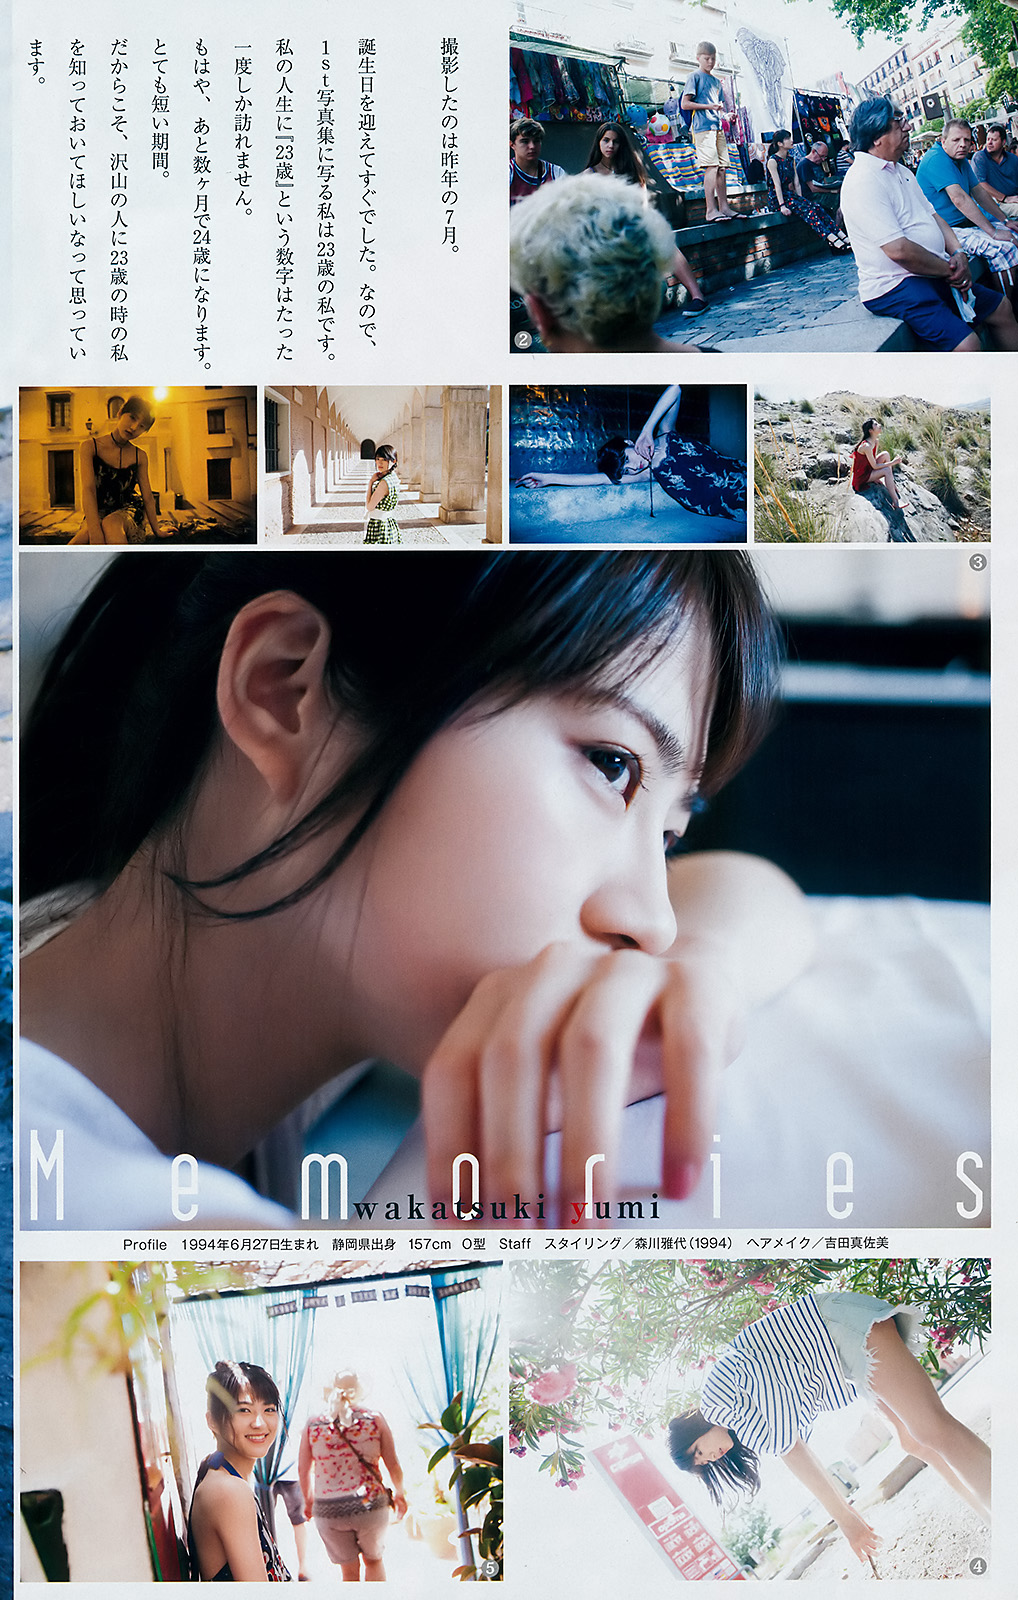 撮影したのは昨年の7月。
誕生日を迎えてすぐでした。なので、
1st写真集に写る私は23歳の私です。
私の人生に『23歳』という数字はたった
一度しか訪れません。
もはや、あと数ヶ月で24歳になります。
とても短い期間。
だからこそ、沢山の人に23歳の時の私
を知っておいてほしいなって思ってい
ます。
2
3
Memories
wakatsuki yumi
Profile 1994年6月27日生まれ 静岡県出身 157cm O型 Staff スタイリング／森川雅代（1994） ヘアメイク／吉田真佐美
5
4